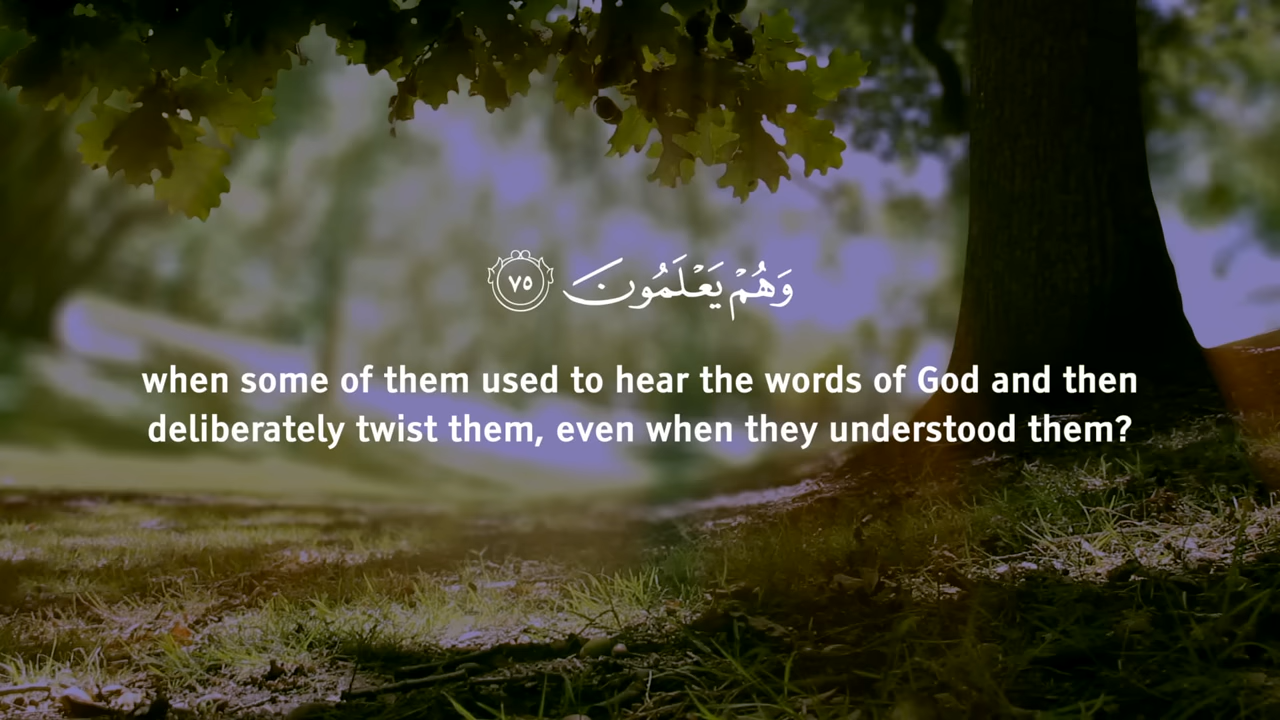 وَهُمْ يَعْلَمُونَ ٧٥
when some of them used to hear the words of God and then
deliberately twist them, even when they understood them?